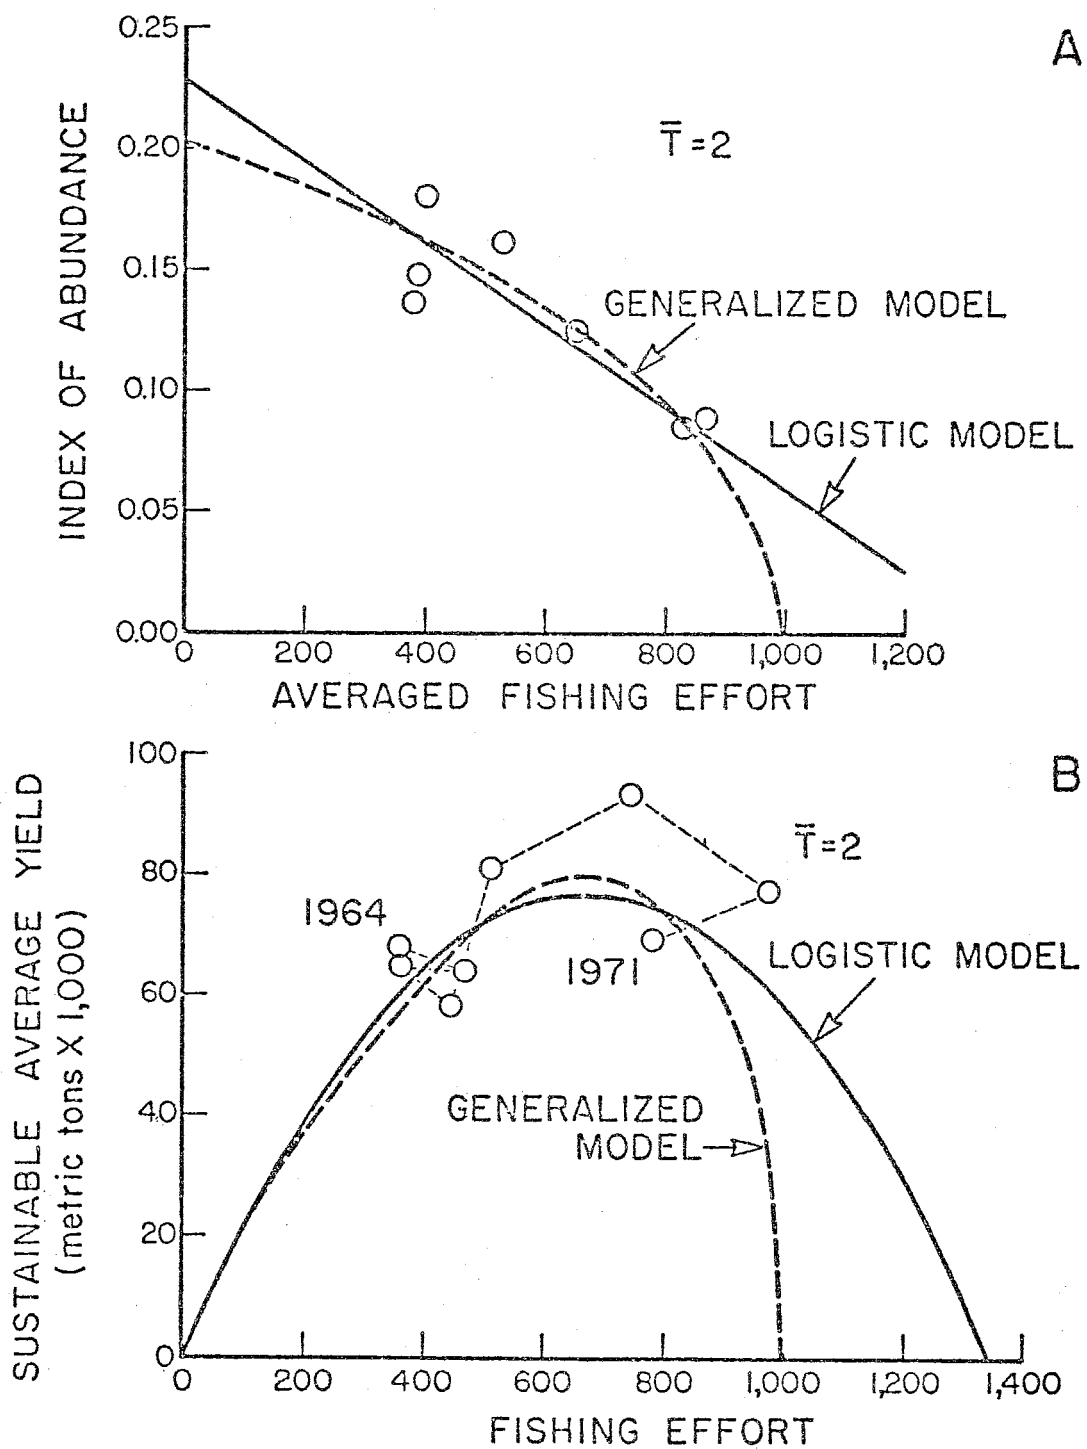 A
0.25
0.20
0.15
0.10
0.05
0.00
INDEX OF ABUNDANCE
T̅=2
GENERALIZED MODEL
LOGISTIC MODEL
0 200 400 600 800 1,000 1,200
AVERAGED FISHING EFFORT
B
100
80
60
40
20
0
SUSTAINABLE AVERAGE YIELD
(metric tons X 1,000)
T̅=2
1964
1971
LOGISTIC MODEL
GENERALIZED
MODEL
0 200 400 600 800 1,000 1,200 1,400
FISHING EFFORT